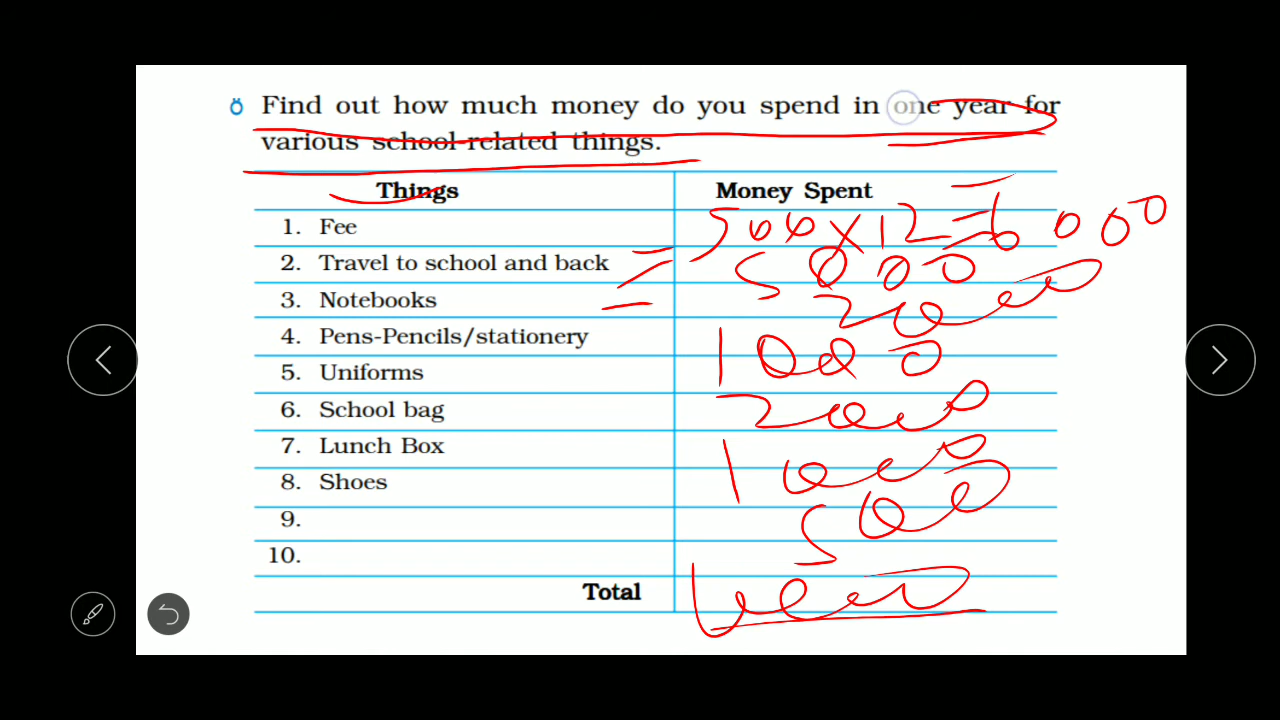 Find out how much money do you spend in one year for
various school related things.
Things Money Spent
1. Fee 500 x 12 = 6000
2. Travel to school and back 5000
3. Notebooks 2000
4. Pens-Pencils/stationery 1000
5. Uniforms 2000
6. School bag 1000
7. Lunch Box 500
8. Shoes
9.
10.
Total